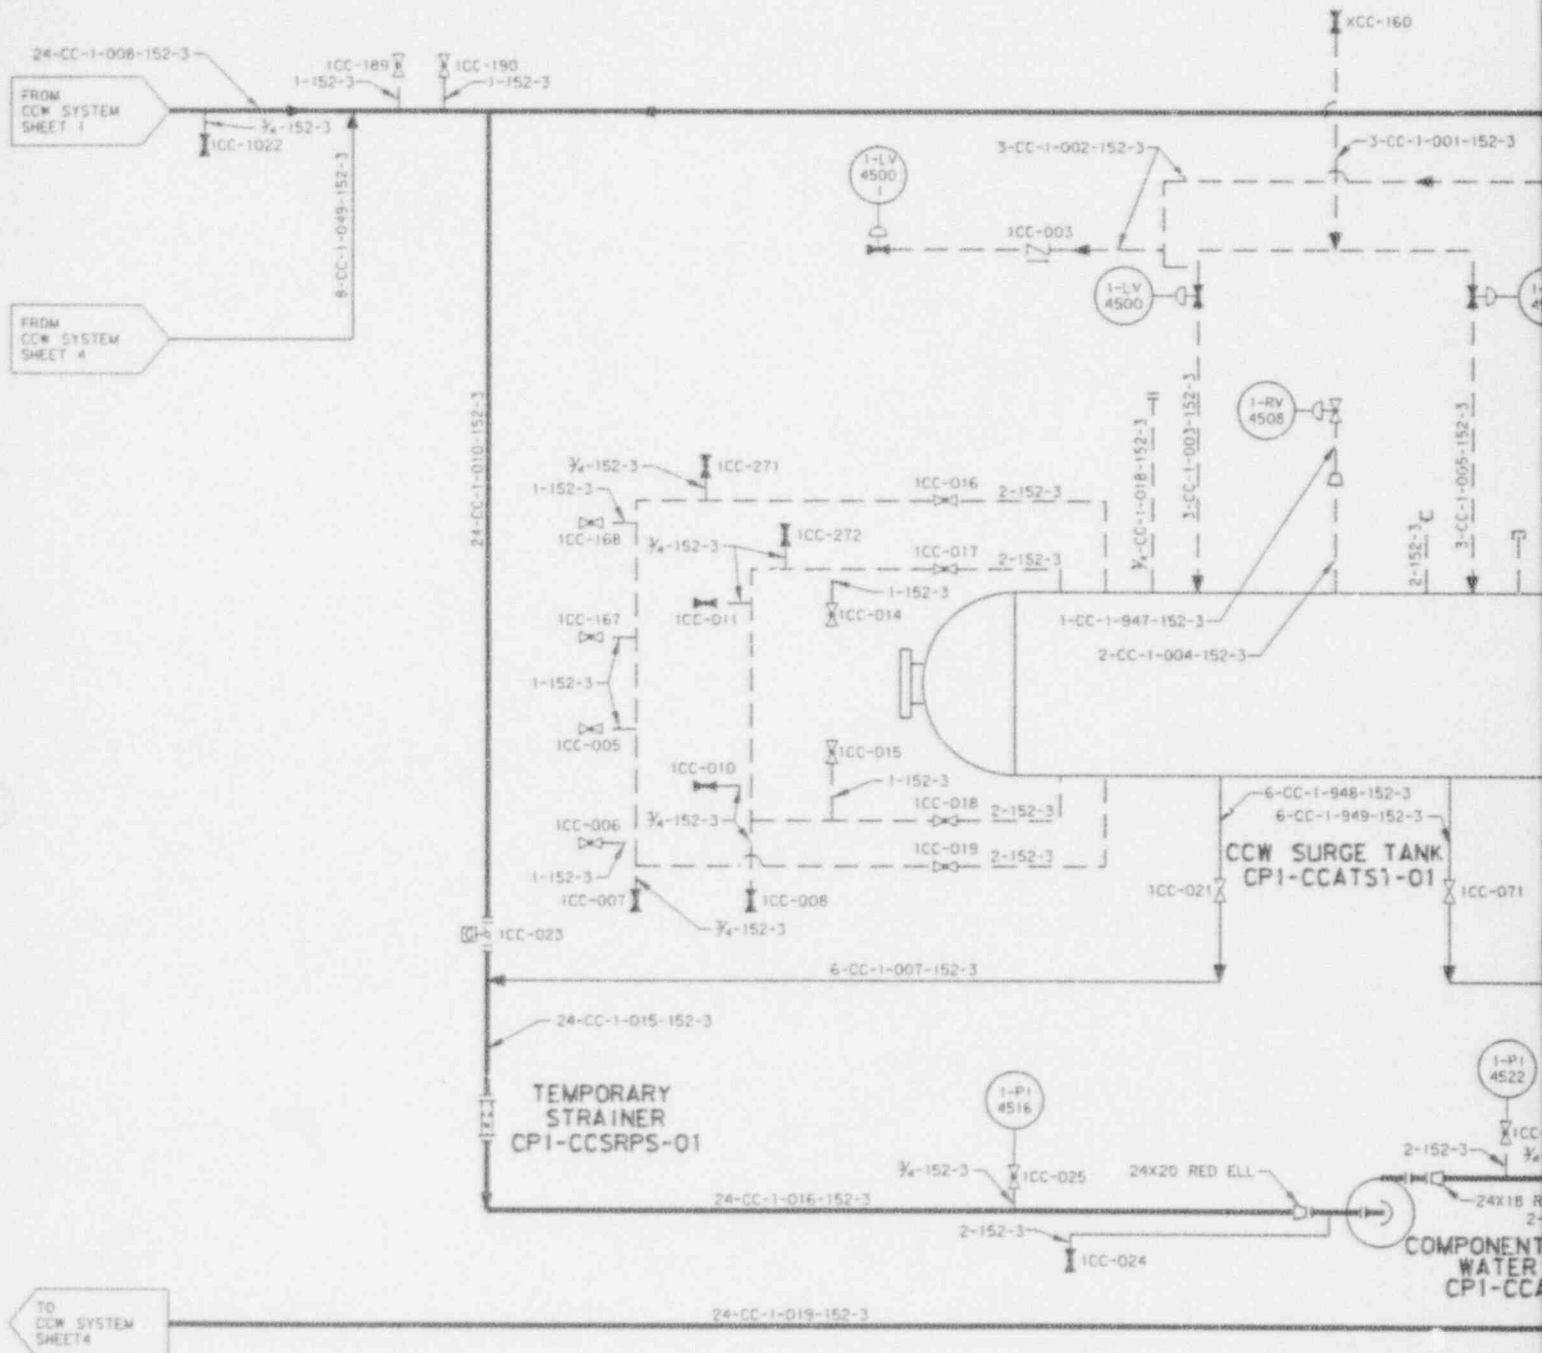 XCC-160
24-CC-1-008-152-3
1CC-189
1CC-190
1-152-3
1-152-3
FROM
CCW SYSTEM
SHEET 1
¾-152-3
1CC-1022
8-CC-1-049-152-3
3-CC-1-002-152-3
3-CC-1-001-152-3
1-LV
4500
1
1CC-003
1-LV
4500
FROM
CCW SYSTEM
SHEET 4
24-CC-1-010-152-3
¾-CC-1-018-152-3
3-CC-1-003-152-3
1-RV
4508
2-152-3
3-CC-1-005-152-3
¾-152-3
1CC-271
1-152-3
1CC-016
2-152-3
1CC-168
¾-152-3
1CC-272
1CC-017
2-152-3
1-152-3
1CC-011
1CC-014
1CC-167
1-CC-1-947-152-3
2-CC-1-004-152-3
1-152-3
1CC-005
1CC-015
1CC-010
1-152-3
1CC-018
2-152-3
6-CC-1-948-152-3
6-CC-1-949-152-3
1CC-006
¾-152-3
1CC-019
2-152-3
CCW SURGE TANK
CP1-CCATST-01
1-152-3
1CC-007
1CC-008
1CC-021
1CC-071
¾-152-3
1CC-023
6-CC-1-007-152-3
24-CC-1-015-152-3
TEMPORARY
STRAINER
CP1-CCSRPS-01
1-PI
4516
1-PI
4522
1CC-
2-152-3
¾-152-3
1CC-025
24X20 RED ELL
24-CC-1-016-152-3
24X18 R
2-
2-152-3
1CC-024
COMPONENT
WATER
CP1-CCA
TO
CCW SYSTEM
SHEET4
24-CC-1-019-152-3